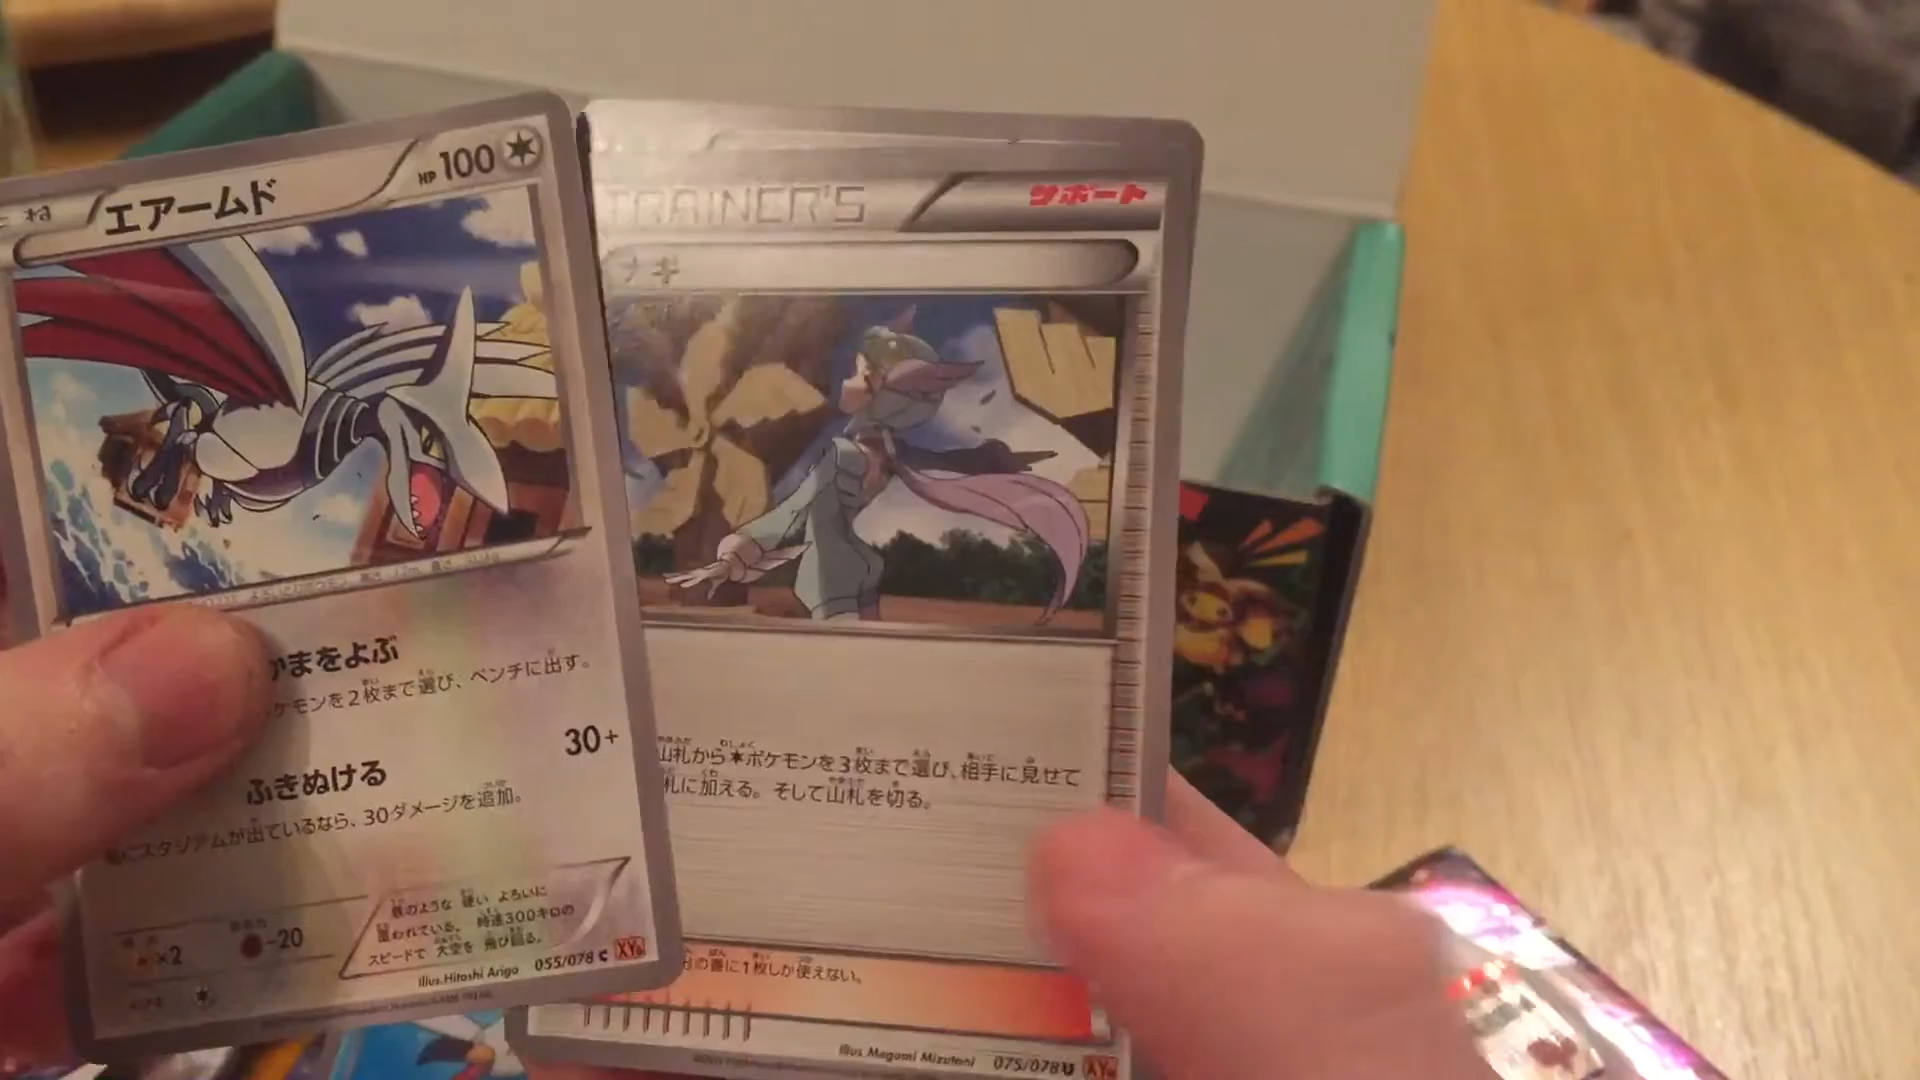 エアームド
HP 100
まをよぶ
ケモンを2枚まで選び、ベンチに出す。
ふきぬける 30+
にスタジアムが出ているなら、30ダメージを追加。
×2
-20
鉄のような 硬い よろいに
覆われている。 時速300キロの
スピードで 大空を 飛び回る。
illus.Hitoshi Arigo 055/078 C XY6
TRAINER'S
サポート
ナギ
山札から ポケモンを3枚まで選び、相手に見せて
札に加える。そして山札を切る。
の番に1枚しか使えない。
illus.Megumi Mizutani 075/078 U XY6